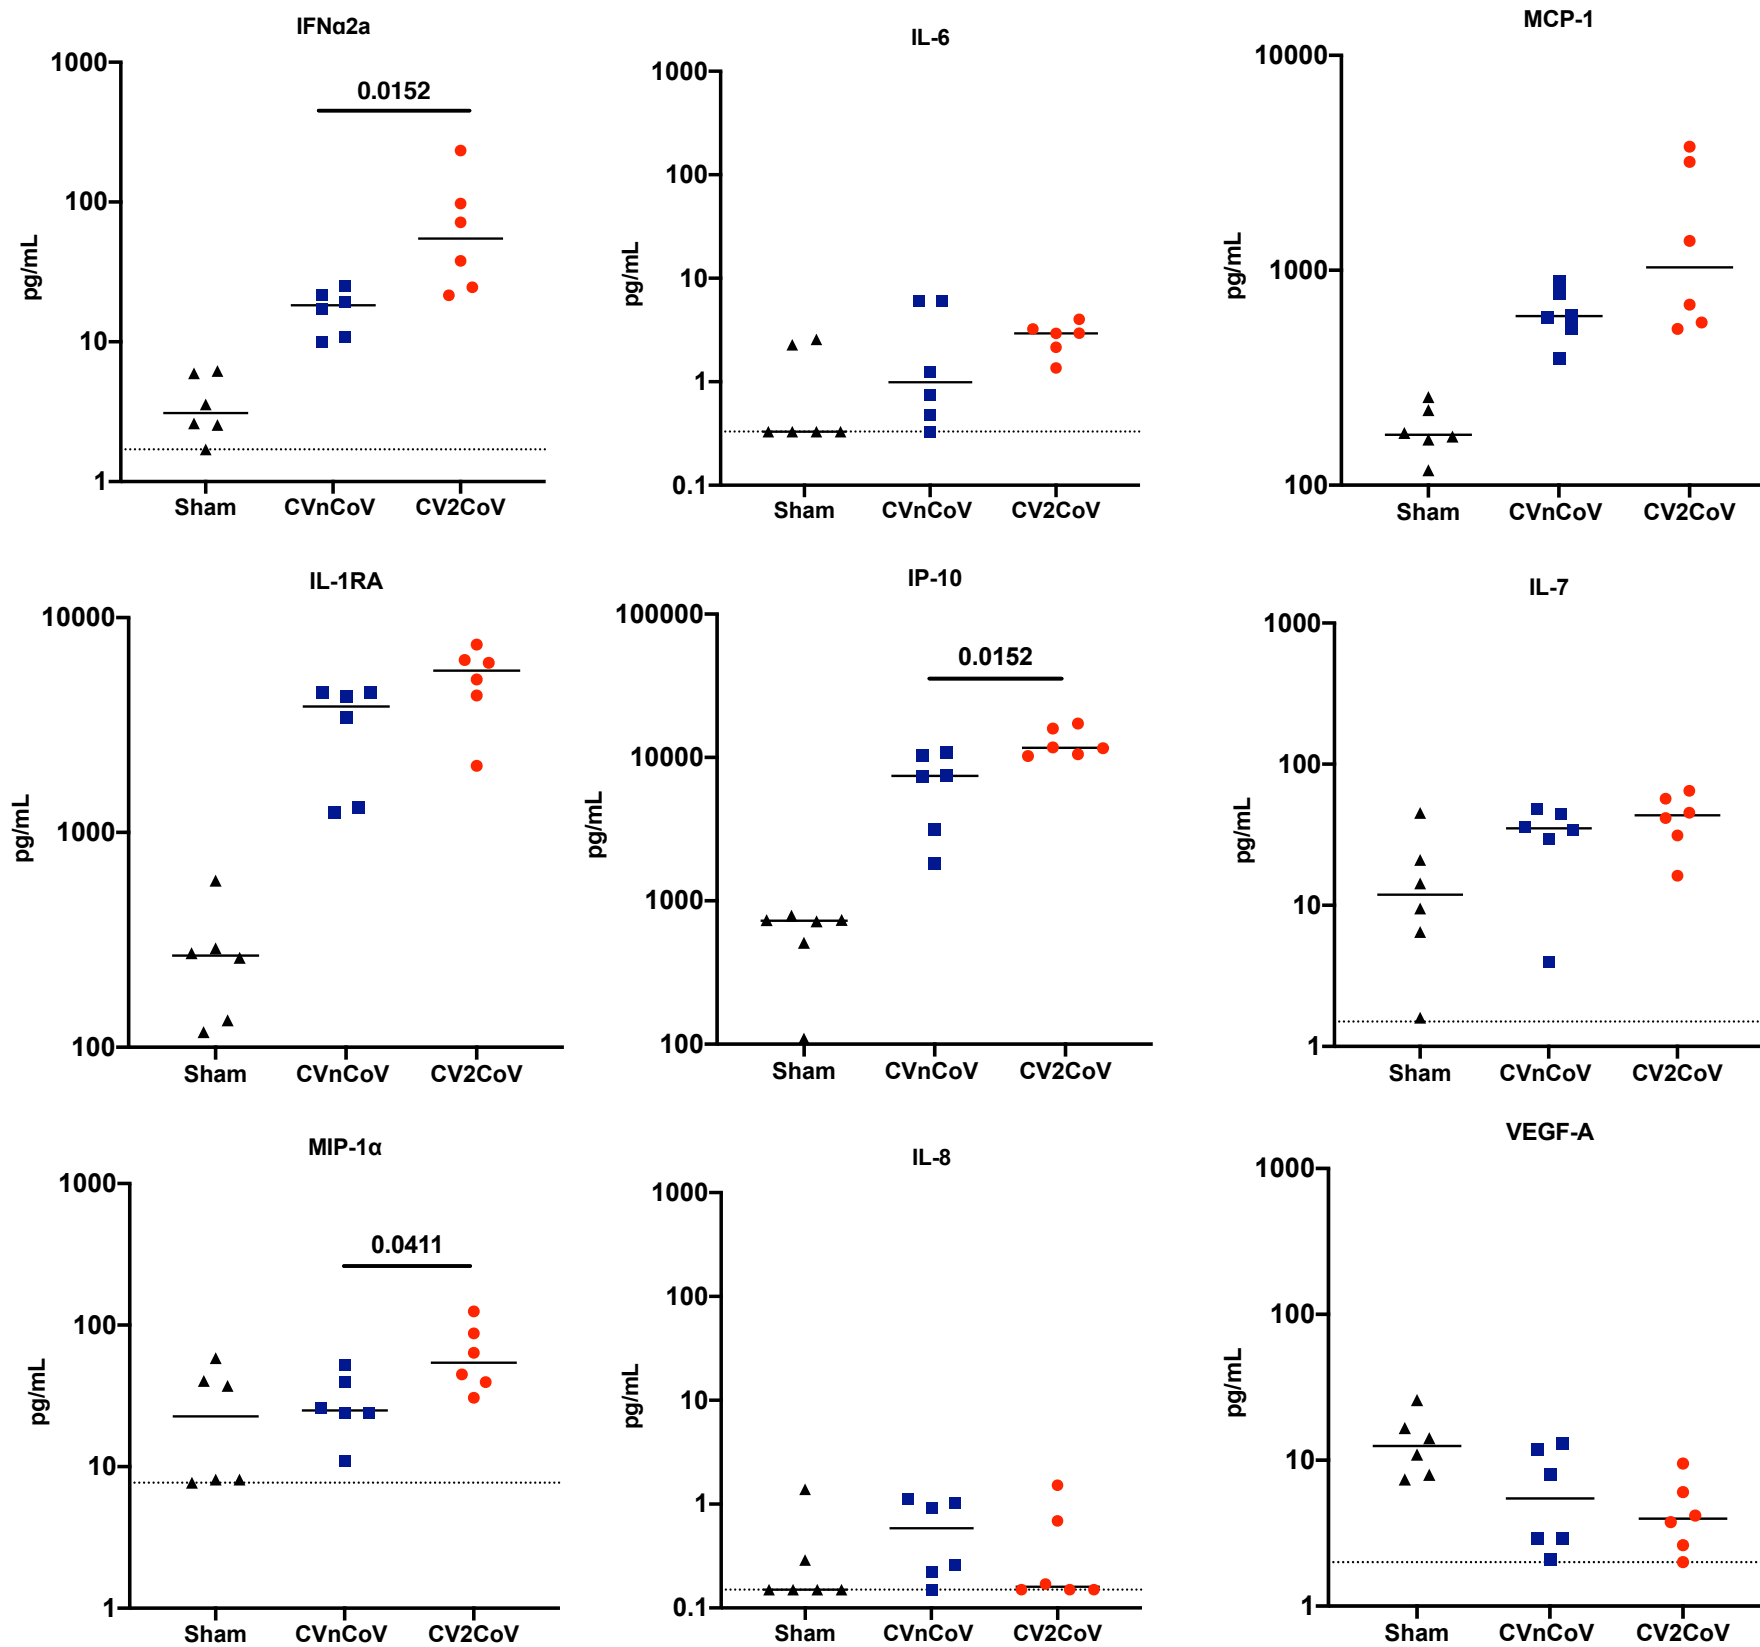 IFNα2a
1000
100
10
1
pg/mL
0.0152
Sham CVnCoV CV2CoV
IL-6
1000
100
10
1
0.1
pg/mL
Sham CVnCoV CV2CoV
MCP-1
10000
1000
100
pg/mL
Sham CVnCoV CV2CoV
IL-1RA
10000
1000
100
pg/mL
Sham CVnCoV CV2CoV
IP-10
100000
10000
1000
100
pg/mL
0.0152
Sham CVnCoV CV2CoV
IL-7
1000
100
10
1
pg/mL
Sham CVnCoV CV2CoV
MIP-1α
1000
100
10
1
pg/mL
0.0411
Sham CVnCoV CV2CoV
IL-8
1000
100
10
1
0.1
pg/mL
Sham CVnCoV CV2CoV
VEGF-A
1000
100
10
1
pg/mL
Sham CVnCoV CV2CoV